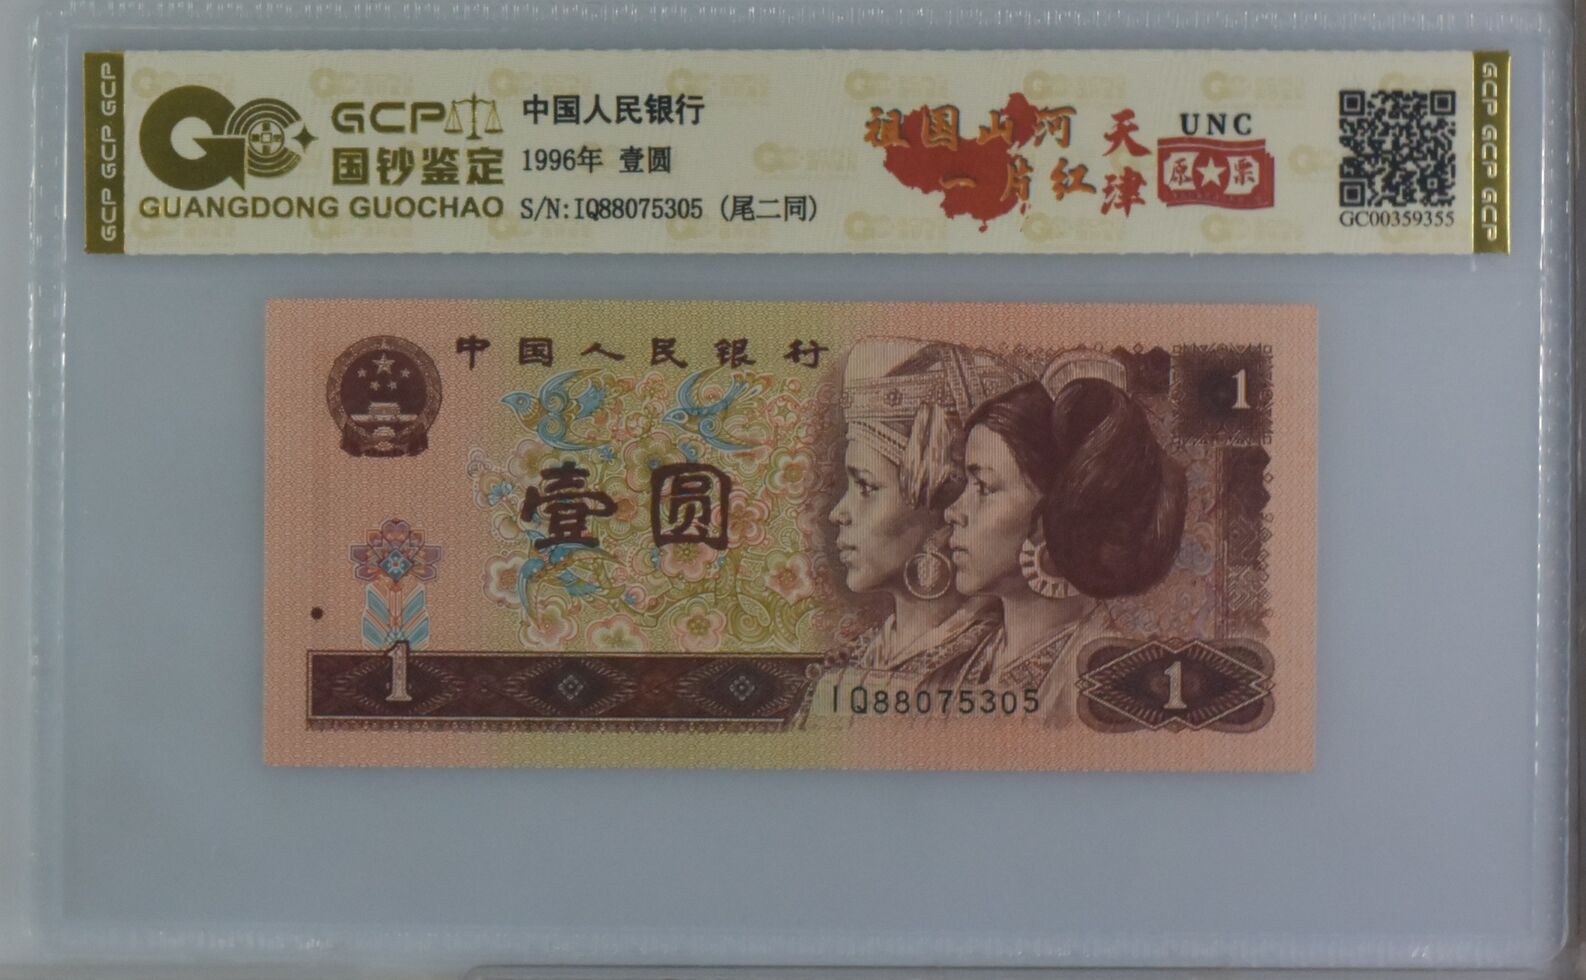 GCP GCP GCP
GCP
国钞鉴定
GUANGDONG GUOCHAO
中国人民银行
1996年 壹圆
S/N:IQ88075305 (尾二同)
祖国山河
一片红
天津
UNC
原票
GC00359355
GCP GCP GCP
中国人民银行
1
壹圆
1
IQ88075305
1